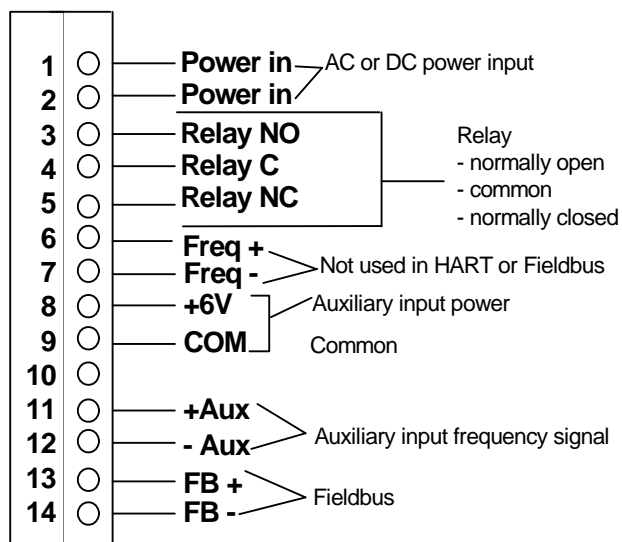 1 Power in AC or DC power input
2 Power in
3 Relay NO Relay
4 Relay C - normally open
5 Relay NC - common
- normally closed
6 Freq +
7 Freq - Not used in HART or Fieldbus
8 +6V Auxiliary input power
9 COM Common
10
11 +Aux
12 - Aux Auxiliary input frequency signal
13 FB +
14 FB - Fieldbus